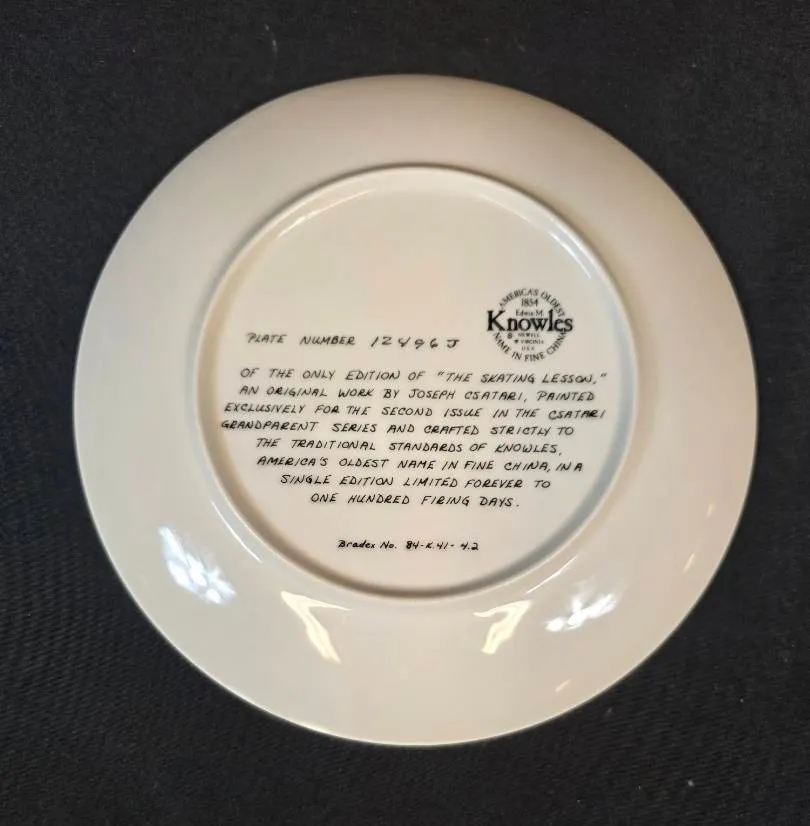 AMERICA'S OLDEST
1854
Edwin M.
Knowles
NEWELL
W VIRGINIA
U.S.A.
NAME IN FINE CHINA
PLATE NUMBER 12496J
OF THE ONLY EDITION OF "THE SKATING LESSON,"
AN ORIGINAL WORK BY JOSEPH CSATARI, PAINTED
EXCLUSIVELY FOR THE SECOND ISSUE IN THE CSATARI
GRANDPARENT SERIES AND CRAFTED STRICTLY TO
THE TRADITIONAL STANDARDS OF KNOWLES,
AMERICA'S OLDEST NAME IN FINE CHINA, IN A
SINGLE EDITION LIMITED FOREVER TO
ONE HUNDRED FIRING DAYS.
Bradex No. 84-K41-4.2